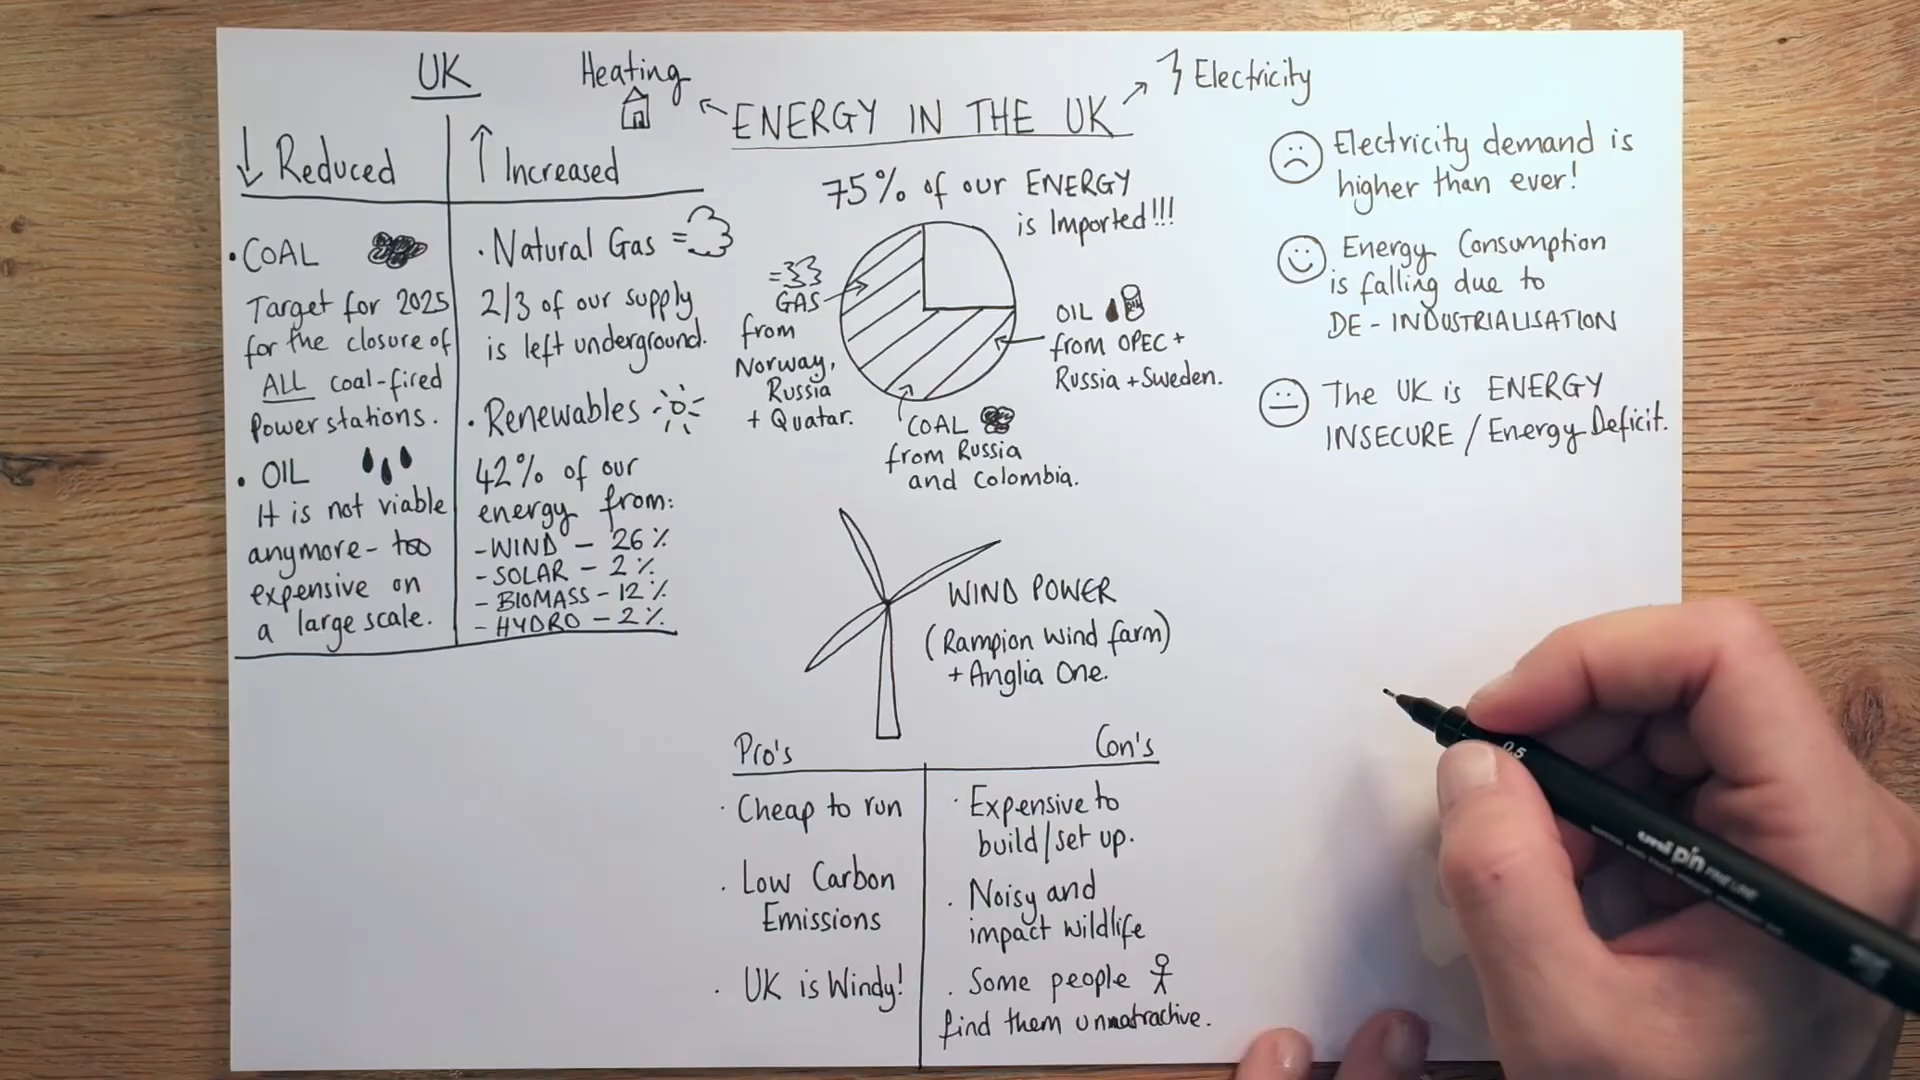 UK
↓ Reduced
↑ Increased
• COAL
Target for 2025
for the closure of
ALL coal-fired
Power stations.
• OIL
It is not viable
anymore - too
expensive on
a large scale.
• Natural Gas
2/3 of our supply
is left underground.
• Renewables
42% of our
energy from:
- WIND - 26%
- SOLAR - 2%
- BIOMASS - 12%
- HYDRO - 2%
Heating
ENERGY IN THE UK
Electricity
75% of our ENERGY
is Imported!!!
GAS
from
Norway,
Russia
+ Quatar.
OIL
from OPEC +
Russia + Sweden.
COAL
from Russia
and Colombia.
WIND POWER
(Rampion wind farm)
+ Anglia One.
Pro's
Con's
• Cheap to run
• Low Carbon
Emissions
• UK is Windy!
• Expensive to
build/set up.
• Noisy and
impact wildlife
• Some people
find them
Electricity demand is
higher than ever!
Energy Consumption
is falling due to
DE-INDUSTRIALISATION
The UK is ENERGY
INSECURE / Energy Deficit.
0.5
uni pin
FINE LINE